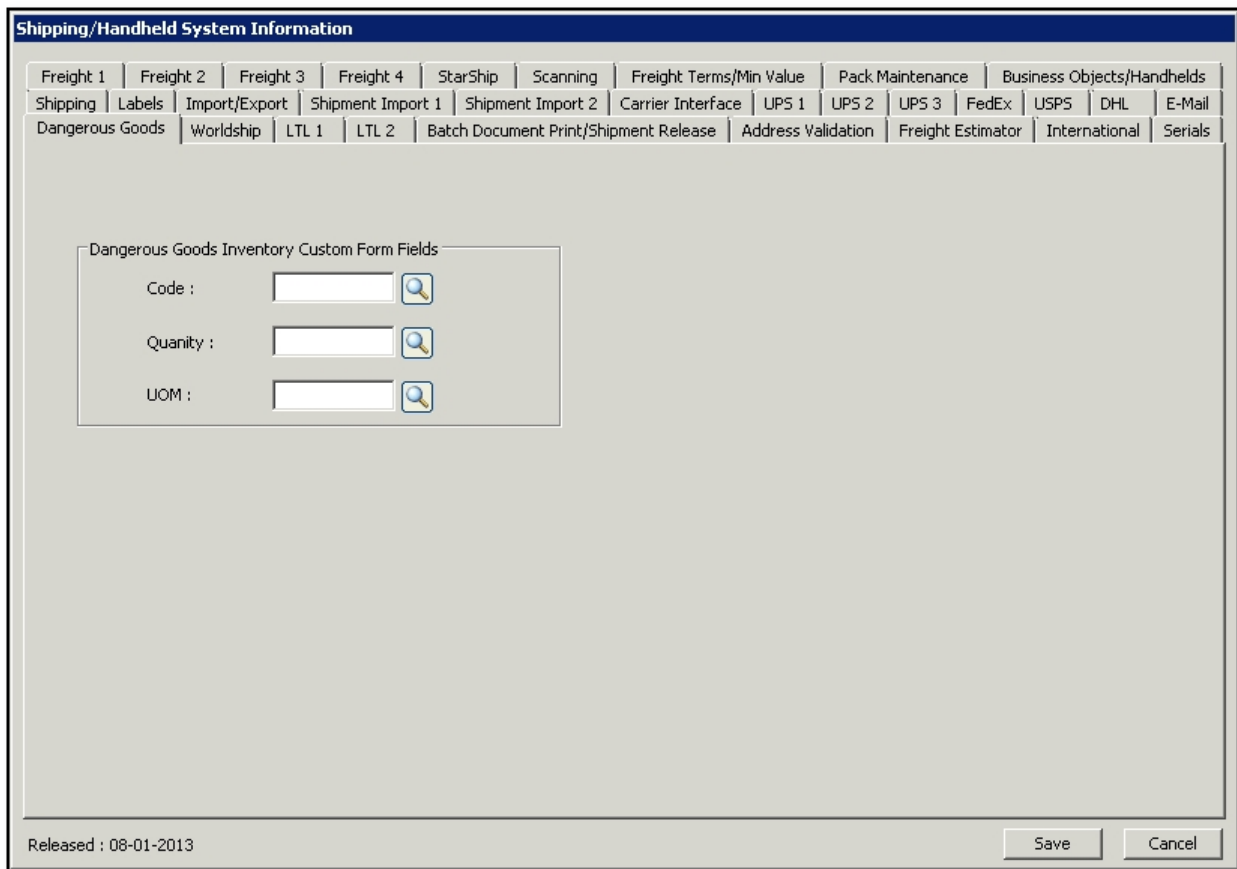 Shipping/Handheld System Information
Freight 1 Freight 2 Freight 3 Freight 4 StarShip Scanning Freight Terms/Min Value Pack Maintenance Business Objects/Handhelds
Shipping Labels Import/Export Shipment Import 1 Shipment Import 2 Carrier Interface UPS 1 UPS 2 UPS 3 FedEx USPS DHL E-Mail
Dangerous Goods Worldship LTL 1 LTL 2 Batch Document Print/Shipment Release Address Validation Freight Estimator International Serials
Dangerous Goods Inventory Custom Form Fields
Code :
Quanity :
UOM :
Released : 08-01-2013 Save Cancel